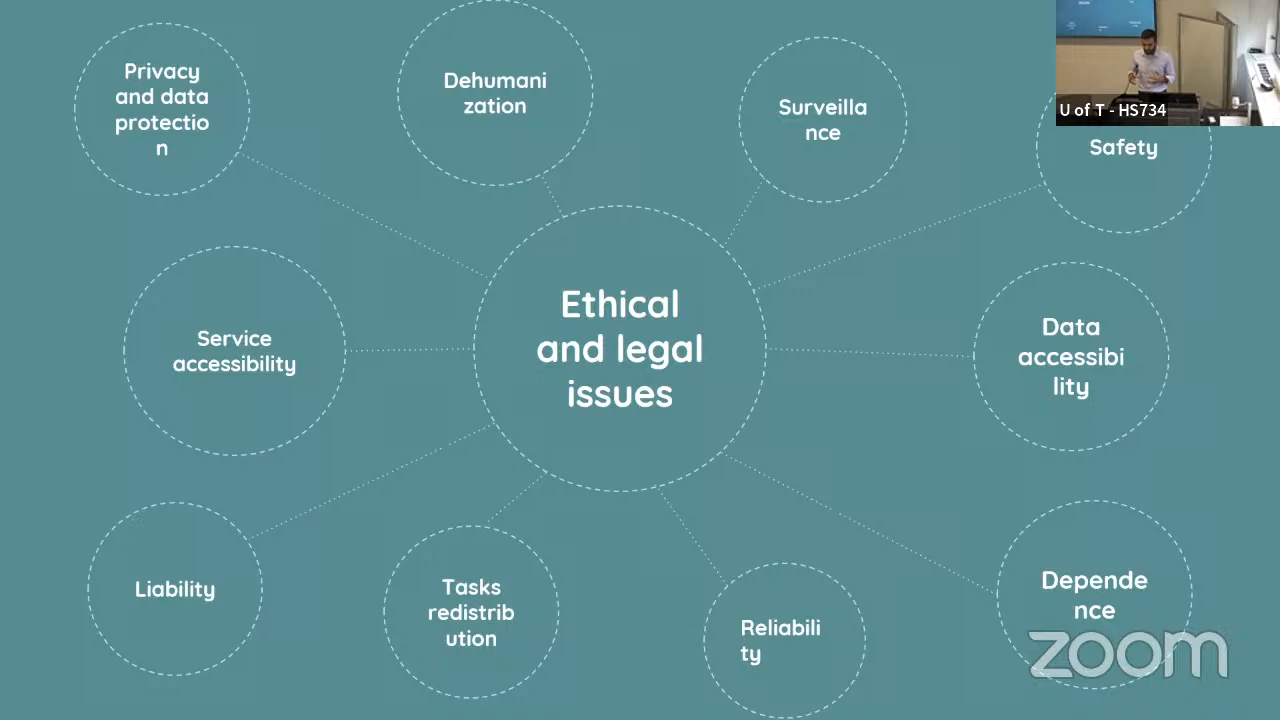 Privacy
and data
protectio
n
Dehumani
zation
Surveilla
nce
U of T - HS734
Safety
Service
accessibility
Ethical
and legal
issues
Data
accessibi
lity
Liability
Tasks
redistrib
ution
Reliabili
ty
Depende
nce
zoom